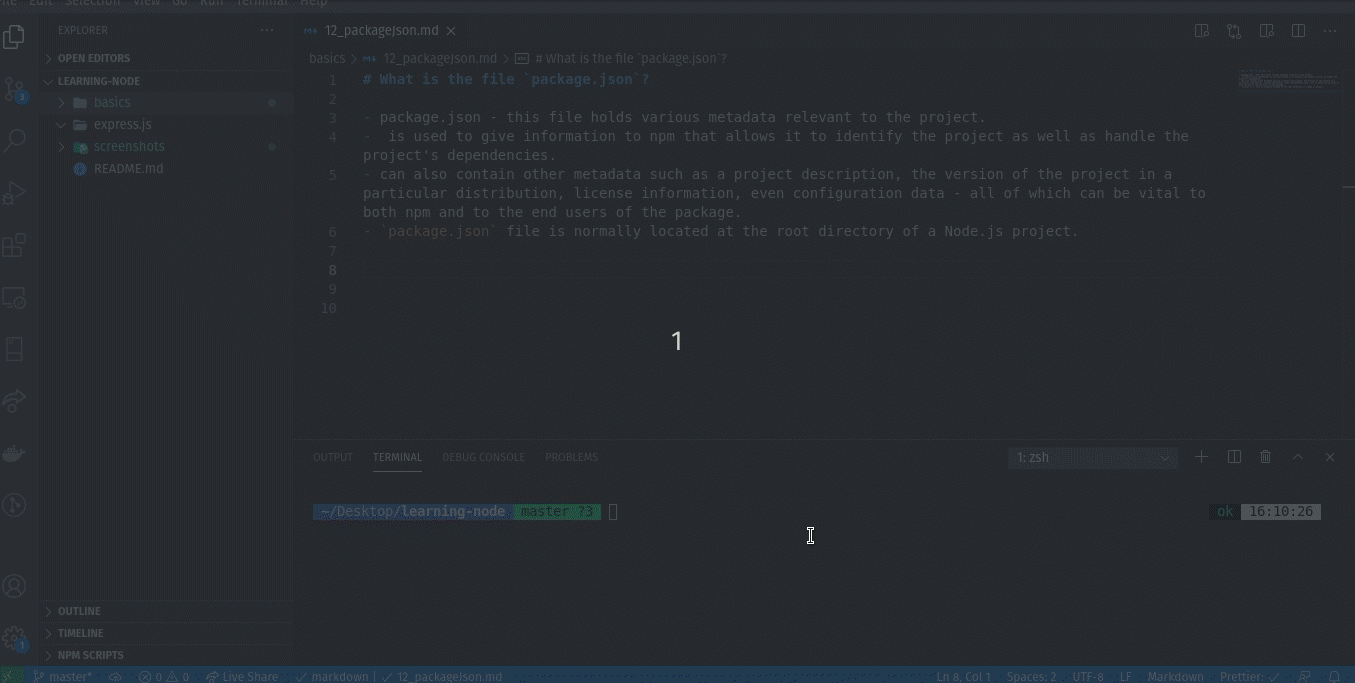 File Edit Selection View Go Run Terminal Help
EXPLORER
OPEN EDITORS
LEARNING-NODE
basics
express.js
screenshots
README.md
OUTLINE
TIMELINE
NPM SCRIPTS
3
1
12_packageJson.md
basics > 12_packageJson.md > # What is the file `package.json`?
1 # What is the file `package.json`?
2
3 - package.json - this file holds various metadata relevant to the project.
4 -  is used to give information to npm that allows it to identify the project as well as handle the
project's dependencies.
5 - can also contain other metadata such as a project description, the version of the project in a
particular distribution, license information, even configuration data - all of which can be vital to
both npm and to the end users of the package.
6 - `package.json` file is normally located at the root directory of a Node.js project.
7
8
9
10
1
OUTPUT TERMINAL DEBUG CONSOLE PROBLEMS 1: zsh
~/Desktop/learning-node master ?3 ok 16:10:26
master* 0 0 Live Share markdown | 12_packageJson.md Ln 8, Col 1 Spaces: 2 UTF-8 LF Markdown Prettier: ✓